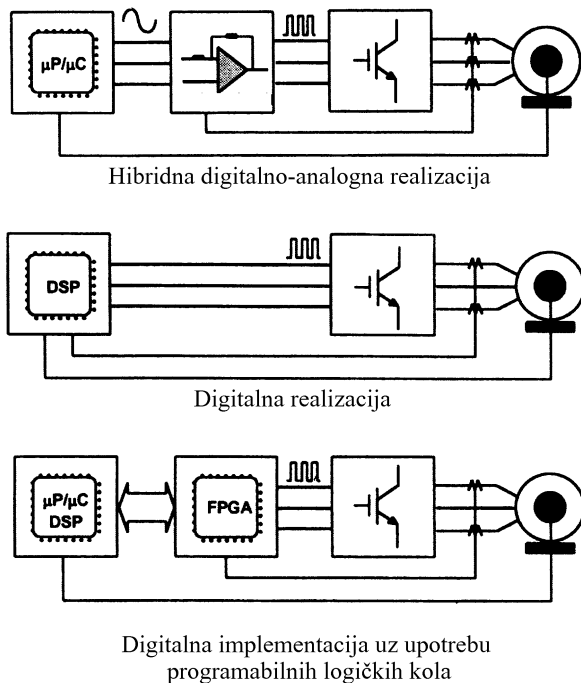 μP/μC
Hibridna digitalno-analogna realizacija
DSP
Digitalna realizacija
μP/μC
DSP
FPGA
Digitalna implementacija uz upotrebu
programabilnih logičkih kola